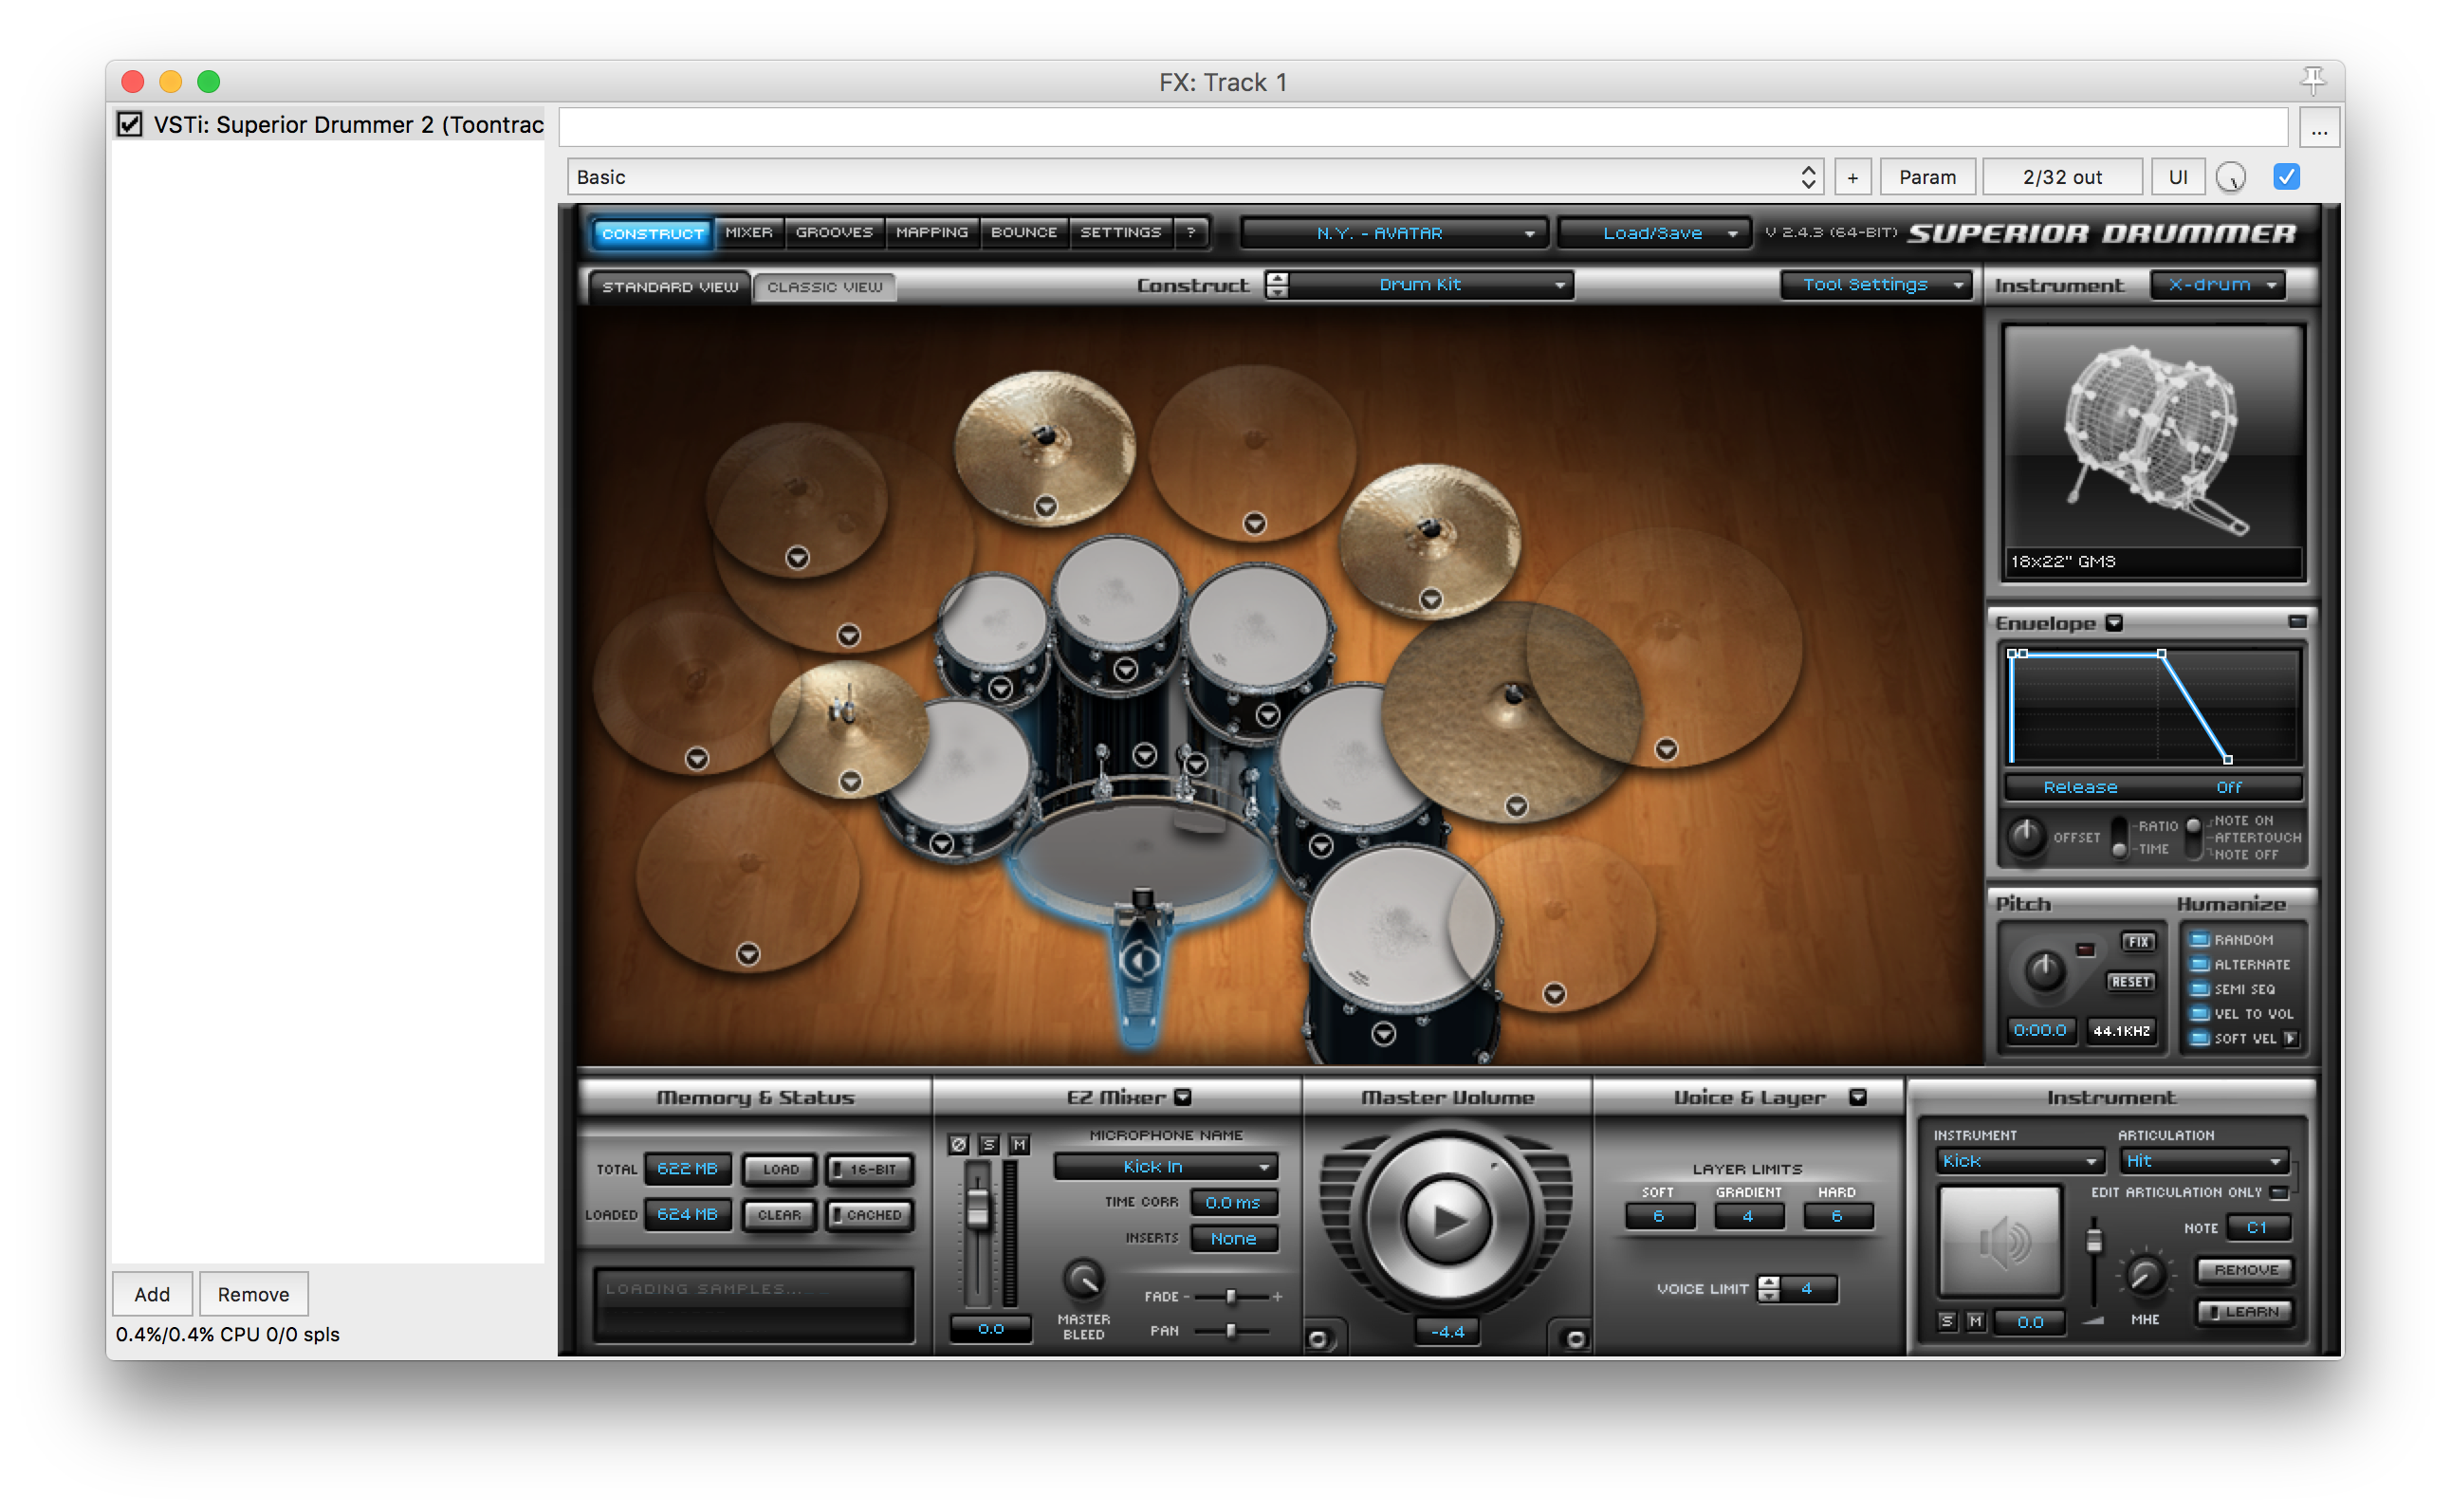 FX: Track 1
VSTi: Superior Drummer 2 (Toontrac
...
Basic
+
Param
2/32 out
UI
CONSTRUCT
MIXER
GROOVES
MAPPING
BOUNCE
SETTINGS
?
N.Y. - AVATAR
Load/Save
V 2.4.3 (64-BIT)
SUPERIOR DRUMMER
STANDARD VIEW
CLASSIC VIEW
Construct
Drum Kit
Tool Settings
Instrument
X-drum
18x22" GMS
Envelope
Release
Off
OFFSET
RATIO
TIME
NOTE ON
AFTERTOUCH
NOTE OFF
Pitch
FIX
RESET
0:00.0
44.1KHZ
Humanize
RANDOM
ALTERNATE
SEMI SEQ
VEL TO VOL
SOFT VEL
Memory & Status
TOTAL
622 MB
LOAD
16-BIT
LOADED
624 MB
CLEAR
CACHED
LOADING SAMPLES...
EZ Mixer
S
M
MICROPHONE NAME
Kick In
TIME CORR
0.0 ms
INSERTS
None
MASTER
BLEED
FADE - +
PAN
0.0
Master Volume
-4.4
Voice & Layer
LAYER LIMITS
SOFT
GRADIENT
HARD
6
4
6
VOICE LIMIT
4
Instrument
INSTRUMENT
ARTICULATION
Kick
Hit
EDIT ARTICULATION ONLY
NOTE
C1
REMOVE
LEARN
MHE
S
M
0.0
Add
Remove
0.4%/0.4% CPU 0/0 spls